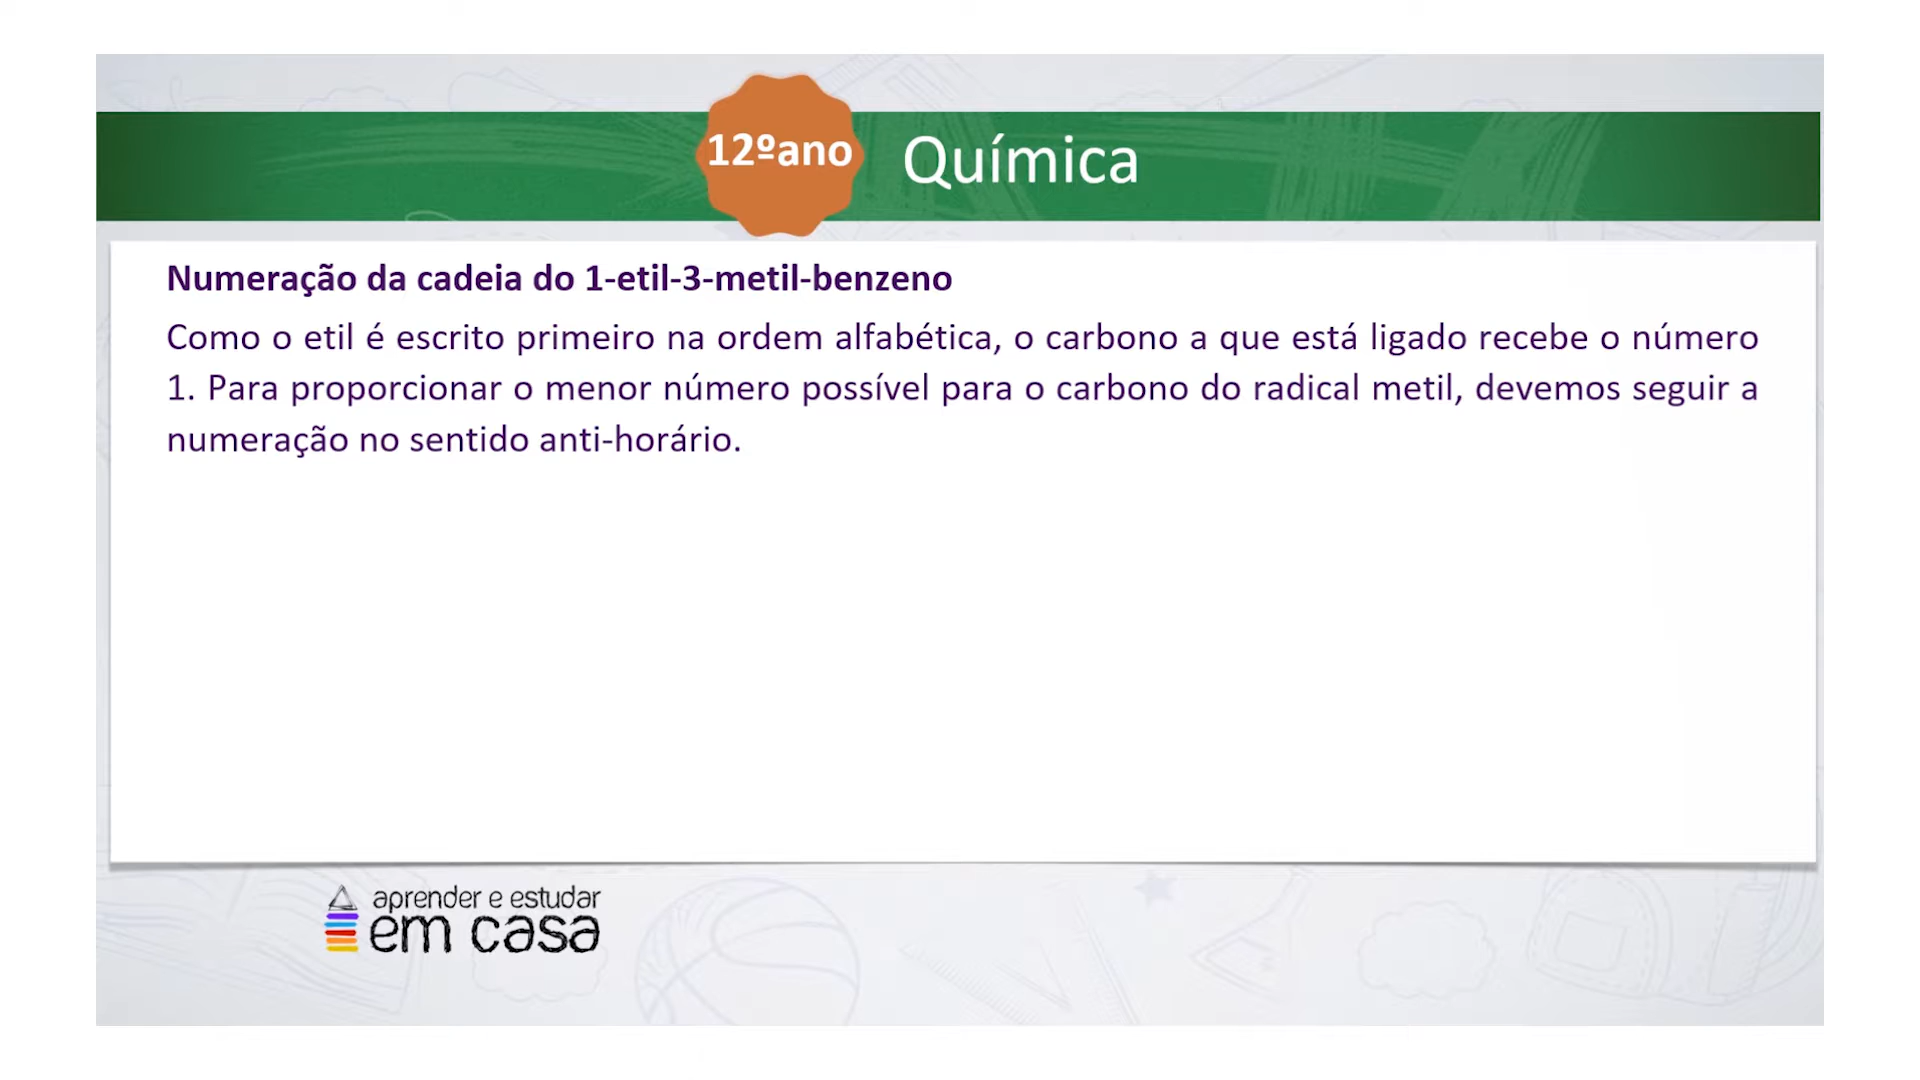 12ºano
Química
Numeração da cadeia do 1-etil-3-metil-benzeno
Como o etil é escrito primeiro na ordem alfabética, o carbono a que está ligado recebe o número
1. Para proporcionar o menor número possível para o carbono do radical metil, devemos seguir a
numeração no sentido anti-horário.
aprender e estudar
em casa